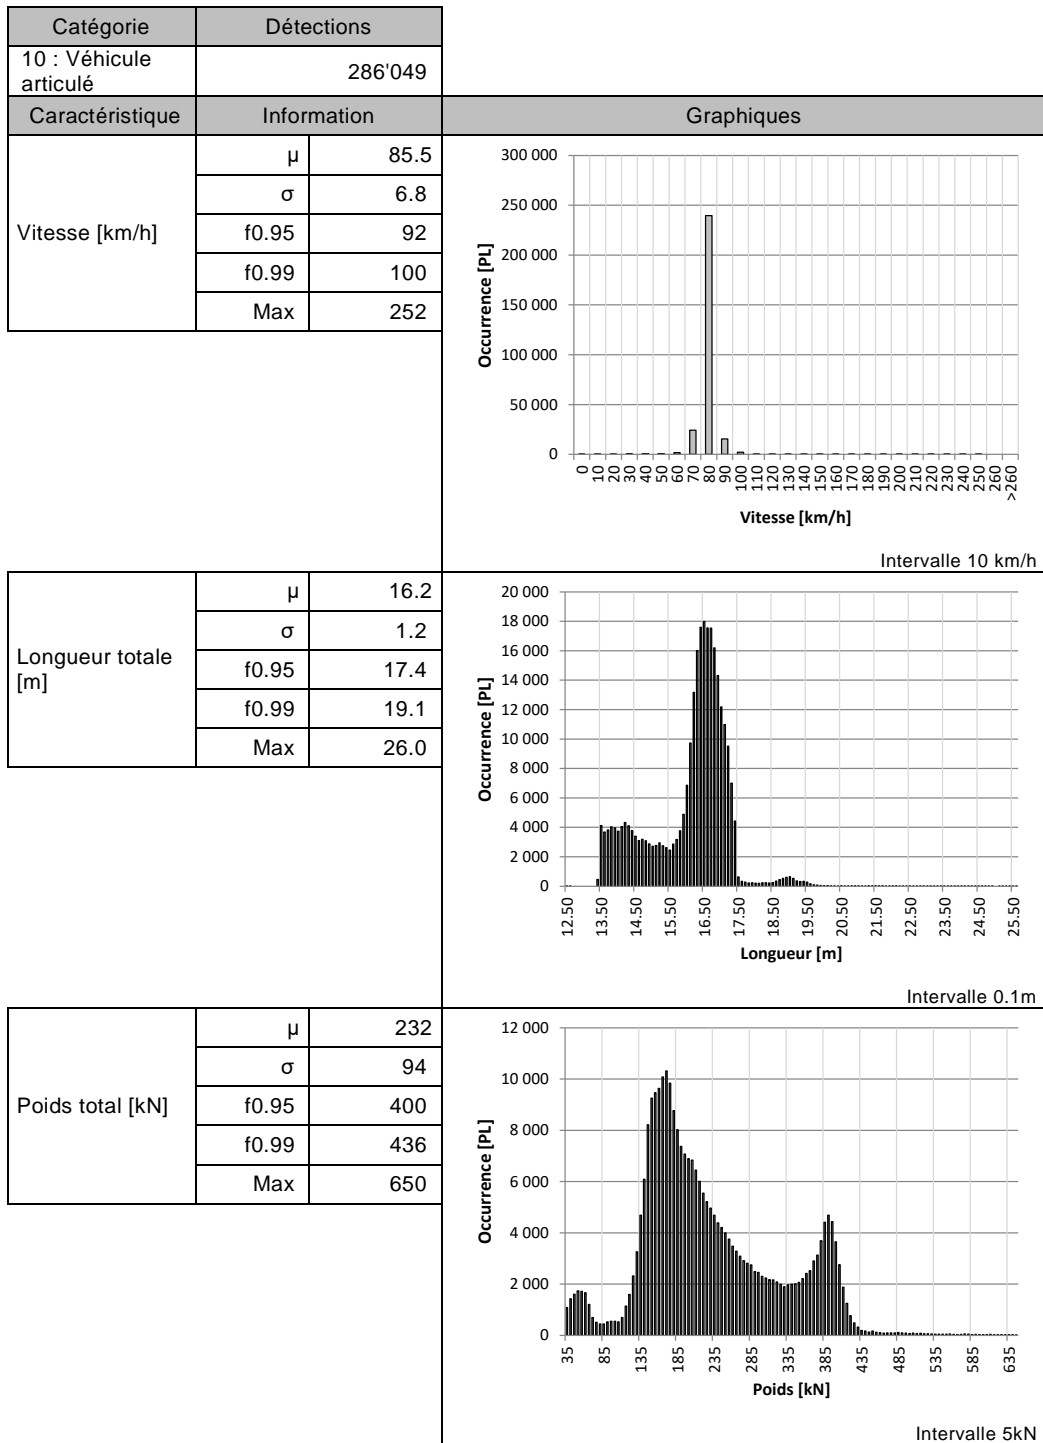 Catégorie Détections
10 : Véhicule
articulé
286'049
Caractéristique Information Graphiques
Vitesse [km/h]
µ 85.5
σ 6.8
f0.95 92
f0.99 100
Max 252
300 000
250 000
200 000
150 000
100 000
50 000
0
Occurrence [PL]
0 10 20 30 40 50 60 70 80 90 100 110 120 130 140 150 160 170 180 190 200 210 220 230 240 250 260 >260
Vitesse [km/h]
Intervalle 10 km/h
Longueur totale
[m]
µ 16.2
σ 1.2
f0.95 17.4
f0.99 19.1
Max 26.0
20 000
18 000
16 000
14 000
12 000
10 000
8 000
6 000
4 000
2 000
0
Occurrence [PL]
12.50 13.50 14.50 15.50 16.50 17.50 18.50 19.50 20.50 21.50 22.50 23.50 24.50 25.50
Longueur [m]
Intervalle 0.1m
Poids total [kN]
µ 232
σ 94
f0.95 400
f0.99 436
Max 650
12 000
10 000
8 000
6 000
4 000
2 000
0
Occurrence [PL]
35 85 135 185 235 285 335 385 435 485 535 585 635
Poids [kN]
Intervalle 5kN